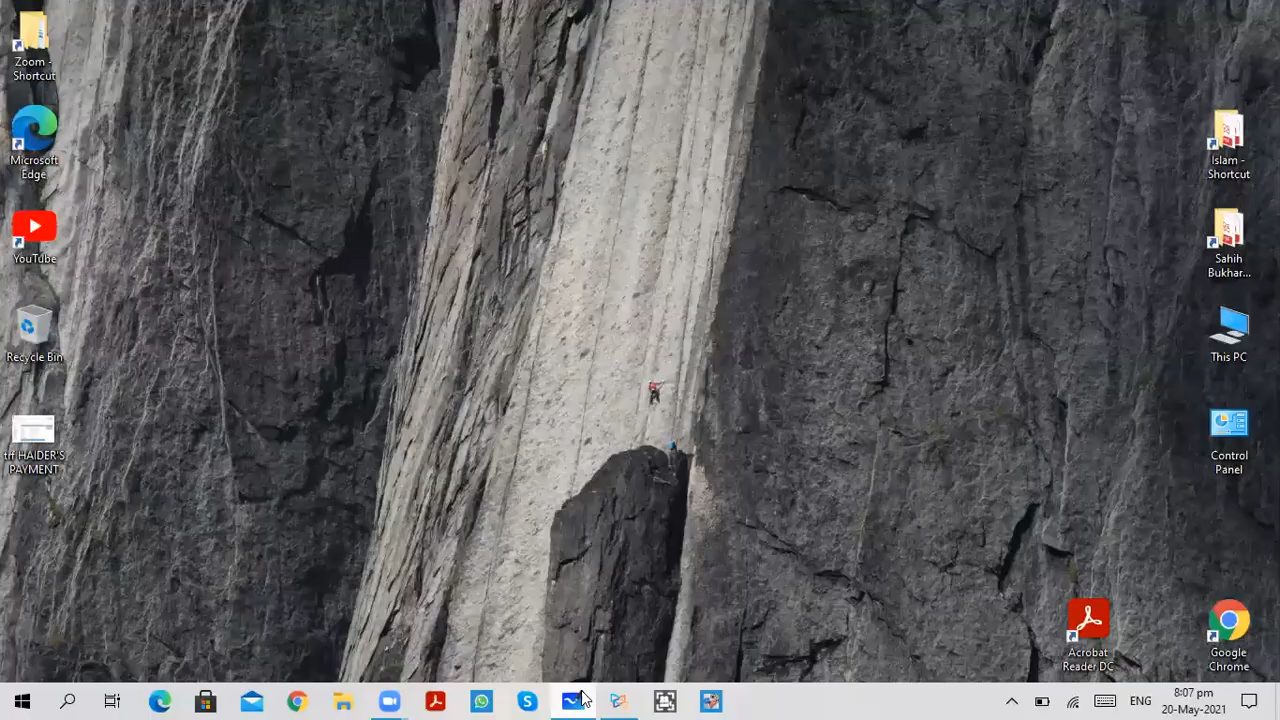 Zoom -
Shortcut
Microsoft
Edge
YouTube
Recycle Bin
trf HAIDER'S
PAYMENT
Islam -
Shortcut
Sahih
Bukhar...
This PC
Control
Panel
Acrobat
Reader DC
Google
Chrome
ENG
8:07 pm
20-May-2021